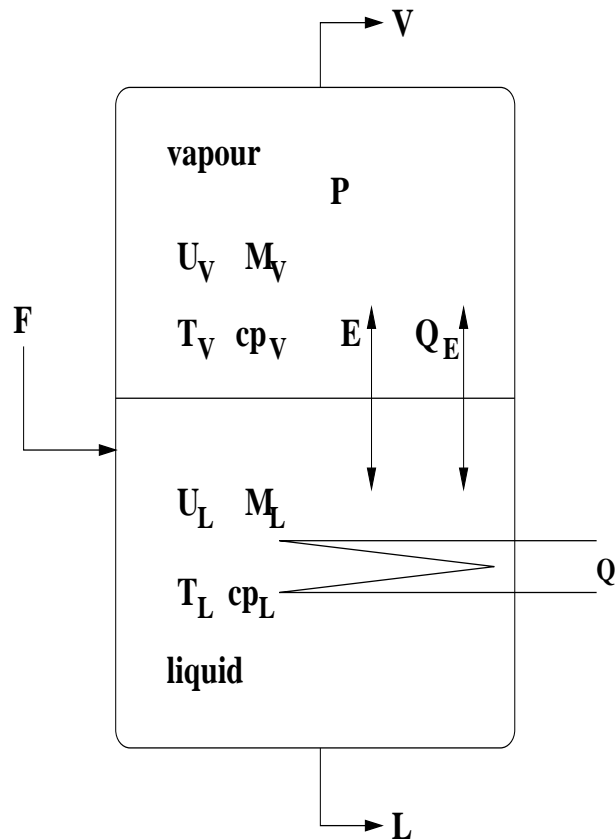 V
vapour
P
U_V M_V
F
T_V cp_V E Q_E
U_L M_L
T_L cp_L Q
liquid
L